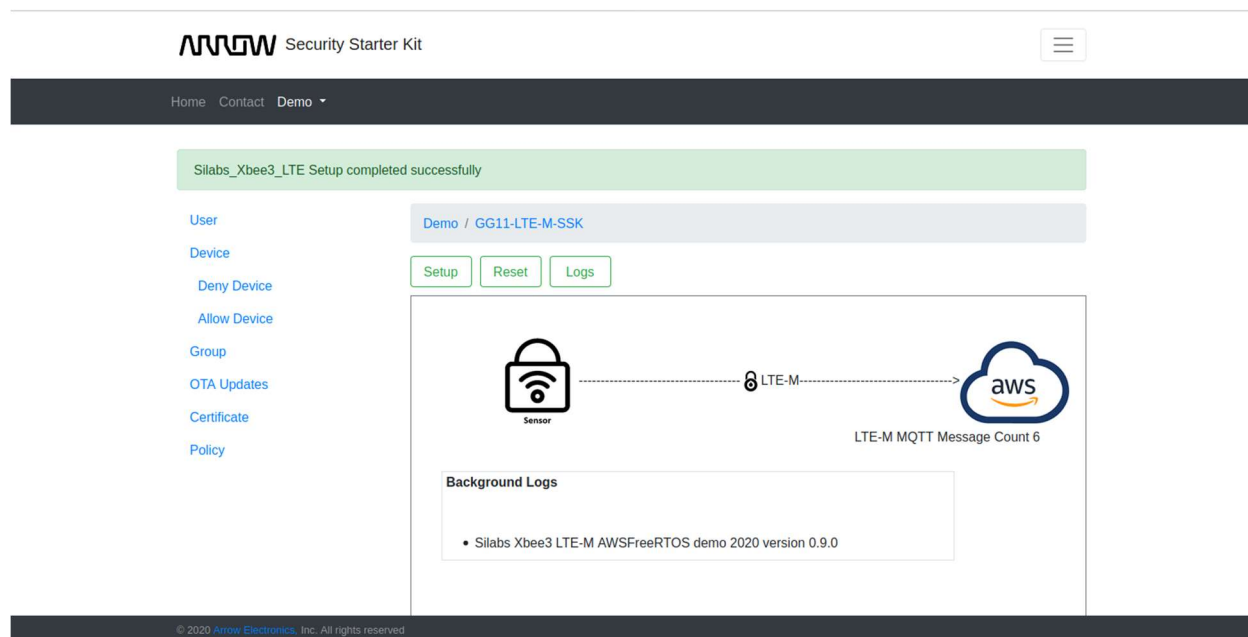 ARROW Security Starter Kit
Home Contact Demo
Silabs_Xbee3_LTE Setup completed successfully
User
Device
Deny Device
Allow Device
Group
OTA Updates
Certificate
Policy
Demo / GG11-LTE-M-SSK
Setup Reset Logs
Sensor
---------------------------------- LTE-M-------------------------------->
aws
LTE-M MQTT Message Count 6
Background Logs
• Silabs Xbee3 LTE-M AWSFreeRTOS demo 2020 version 0.9.0
© 2020 Arrow Electronics, Inc. All rights reserved